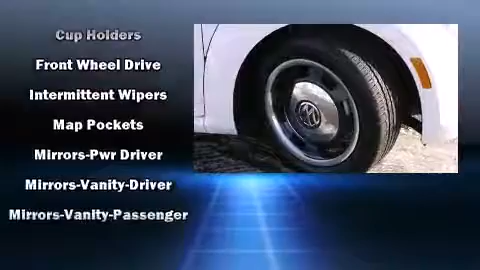 Cup Holders
Front Wheel Drive
Intermittent Wipers
Map Pockets
Mirrors-Pwr Driver
Mirrors-Vanity-Driver
Mirrors-Vanity-Passenger